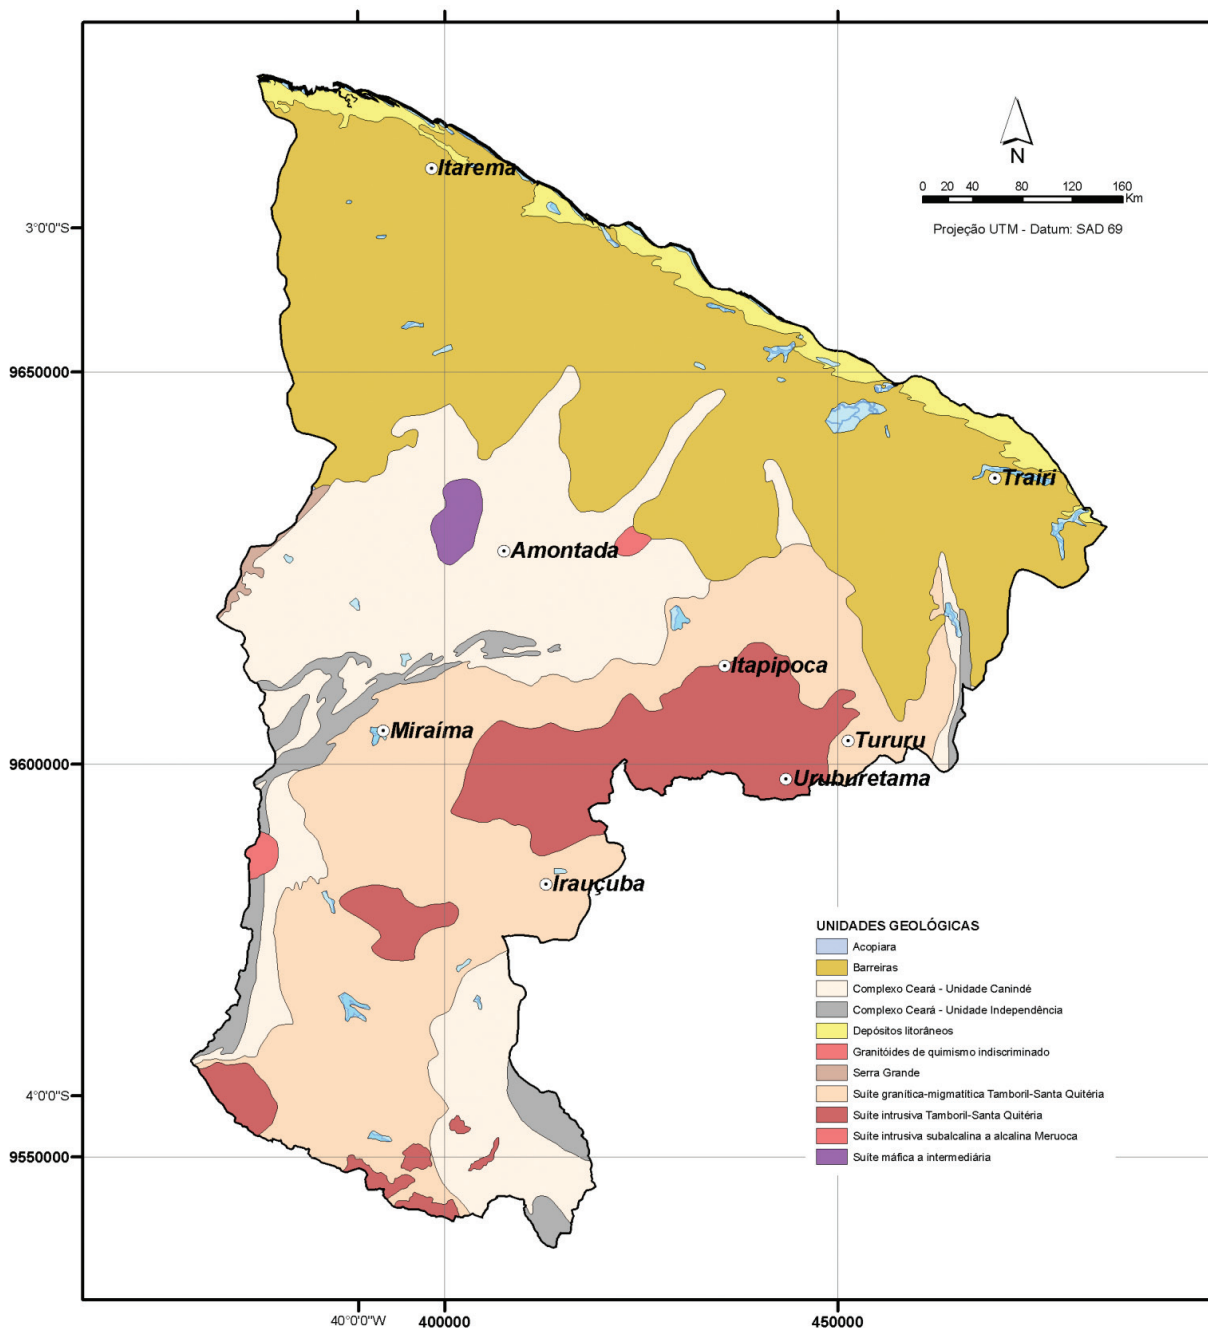 N
0 20 40 80 120 160
Km
Projeção UTM - Datum: SAD 69
Itarema
3°0'0"S
9650000
Trairi
Amontada
Itapipoca
Miraíma
Tururu
9600000
Uruburetama
Irauçuba
UNIDADES GEOLÓGICAS
Acopiara
Barreiras
Complexo Ceará - Unidade Canindé
Complexo Ceará - Unidade Independência
Depósitos litorâneos
Granitóides de quimismo indiscriminado
Serra Grande
Suíte granítica-migmatítica Tamboril-Santa Quitéria
Suíte intrusiva Tamboril-Santa Quitéria
Suíte intrusiva subalcalina a alcalina Meruoca
Suíte máfica a intermediária
4°0'0"S
9550000
40°0'0"W
400000
450000